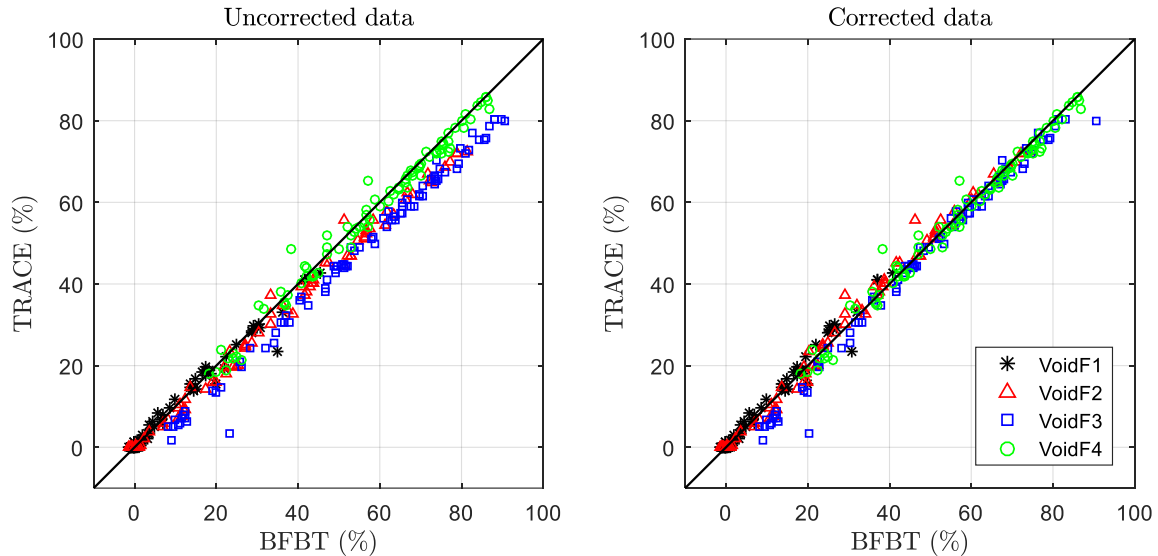 Uncorrected data
100
80
60
40
20
0
0 20 40 60 80 100
TRACE (%)
BFBT (%)
Corrected data
100
80
60
40
20
0
0 20 40 60 80 100
TRACE (%)
BFBT (%)
VoidF1
VoidF2
VoidF3
VoidF4